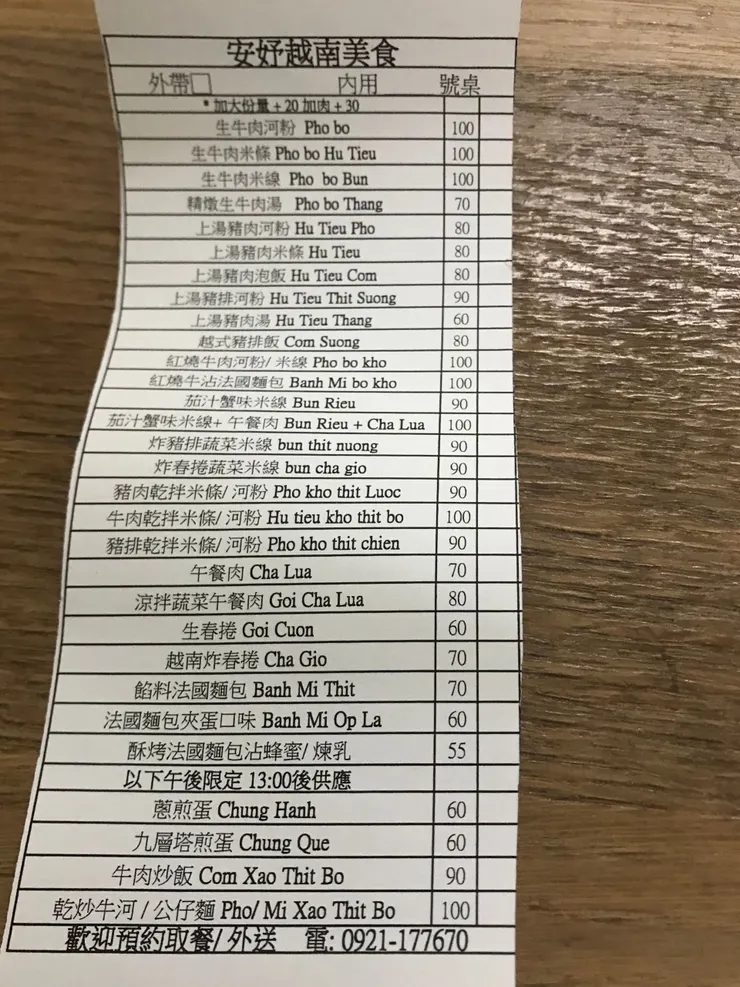 安妤越南美食
外帶□ 內用 號桌
*加大份量+20 加肉+30
生牛肉河粉 Pho bo 100
生牛肉米條 Pho bo Hu Tieu 100
生牛肉米線 Pho bo Bun 100
精燉生牛肉湯 Pho bo Thang 70
上湯豬肉河粉 Hu Tieu Pho 80
上湯豬肉米條 Hu Tieu 80
上湯豬肉泡飯 Hu Tieu Com 80
上湯豬排河粉 Hu Tieu Thit Suong 90
上湯豬肉湯 Hu Tieu Thang 60
越式豬排飯 Com Suong 80
紅燒牛肉河粉/ 米線 Pho bo kho 100
紅燒牛沾法國麵包 Banh Mi bo kho 100
茄汁蟹味米線 Bun Rieu 90
茄汁蟹味米線+ 午餐肉 Bun Rieu + Cha Lua 100
炸豬排蔬菜米線 bun thit nuong 90
炸春捲蔬菜米線 bun cha gio 90
豬肉乾拌米條/ 河粉 Pho kho thit Luoc 90
牛肉乾拌米條/ 河粉 Hu tieu kho thit bo 100
豬排乾拌米條/ 河粉 Pho kho thit chien 90
午餐肉 Cha Lua 70
涼拌蔬菜午餐肉 Goi Cha Lua 80
生春捲 Goi Cuon 60
越南炸春捲 Cha Gio 70
餡料法國麵包 Banh Mi Thit 70
法國麵包夾蛋口味 Banh Mi Op La 60
酥烤法國麵包沾蜂蜜/ 煉乳 55
以下午後限定 13:00後供應
蔥煎蛋 Chung Hanh 60
九層塔煎蛋 Chung Que 60
牛肉炒飯 Com Xao Thit Bo 90
乾炒牛河 / 公仔麵 Pho/ Mi Xao Thit Bo 100
歡迎預約取餐/ 外送 電: 0921-177670